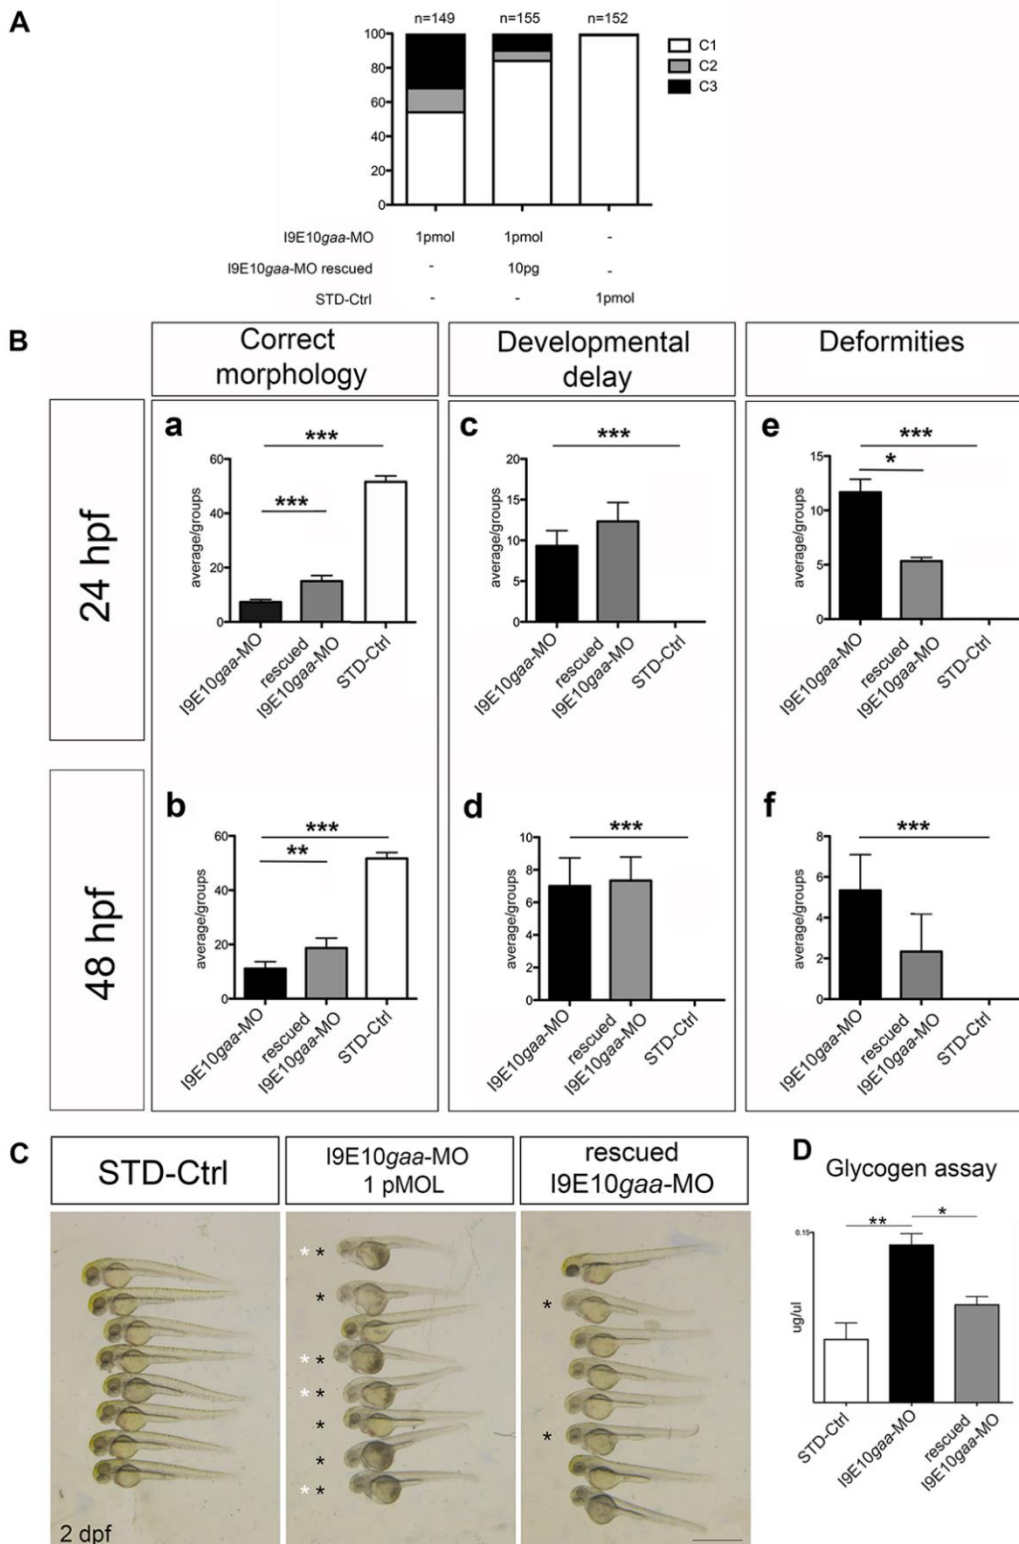 A
n=149 n=155 n=152
100
80
60
40
20
0
C1
C2
C3
I9E10gaa-MO 1pmol 1pmol -
I9E10gaa-MO rescued - 10pg -
STD-Ctrl - - 1pmol
B
Correct
morphology
Developmental
delay
Deformities
24 hpf
a
***
***
60
40
20
0
average/groups
I9E10gaa-MO
rescued
I9E10gaa-MO
STD-Ctrl
c
***
20
15
10
5
0
average/groups
I9E10gaa-MO
rescued
I9E10gaa-MO
STD-Ctrl
e
***
*
15
10
5
0
average/groups
I9E10gaa-MO
rescued
I9E10gaa-MO
STD-Ctrl
48 hpf
b
***
**
60
40
20
0
average/groups
I9E10gaa-MO
rescued
I9E10gaa-MO
STD-Ctrl
d
***
10
8
6
4
2
0
average/groups
I9E10gaa-MO
rescued
I9E10gaa-MO
STD-Ctrl
f
***
8
6
4
2
0
average/groups
I9E10gaa-MO
rescued
I9E10gaa-MO
STD-Ctrl
C
STD-Ctrl
I9E10gaa-MO
1 pMOL
rescued
I9E10gaa-MO
* *
*
* *
* *
*
*
* *
*
*
2 dpf
D
Glycogen assay
** *
0.15
ug/ul
STD-Ctrl
I9E10gaa-MO
rescued
I9E10gaa-MO